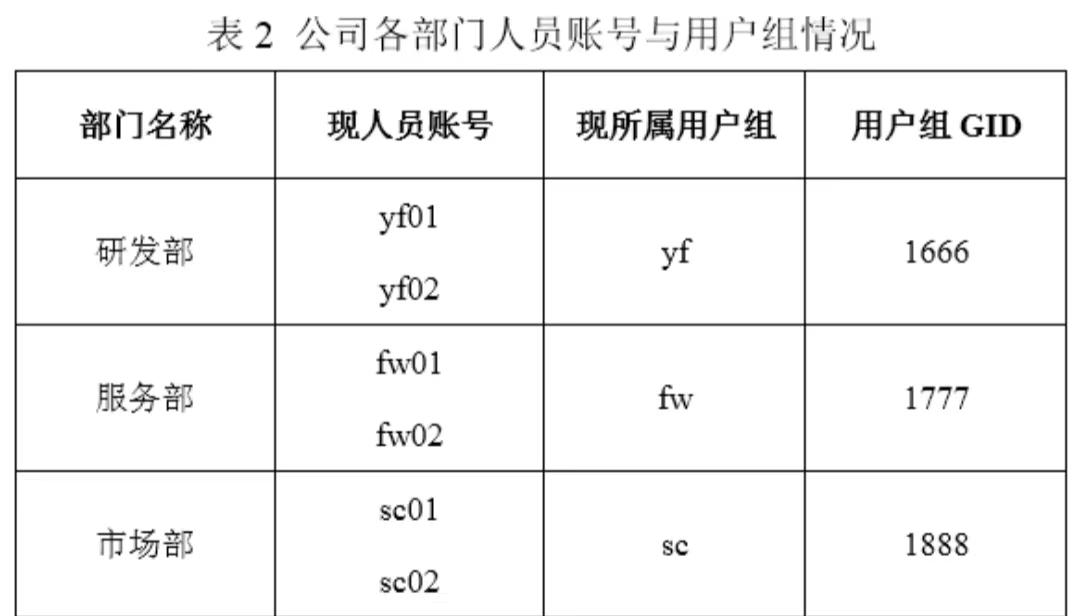 表 2 公司各部门人员账号与用户组情况
部门名称 现人员账号 现所属用户组 用户组 GID
研发部 yf01 yf 1666
yf02
服务部 fw01 fw 1777
fw02
市场部 sc01 sc 1888
sc02